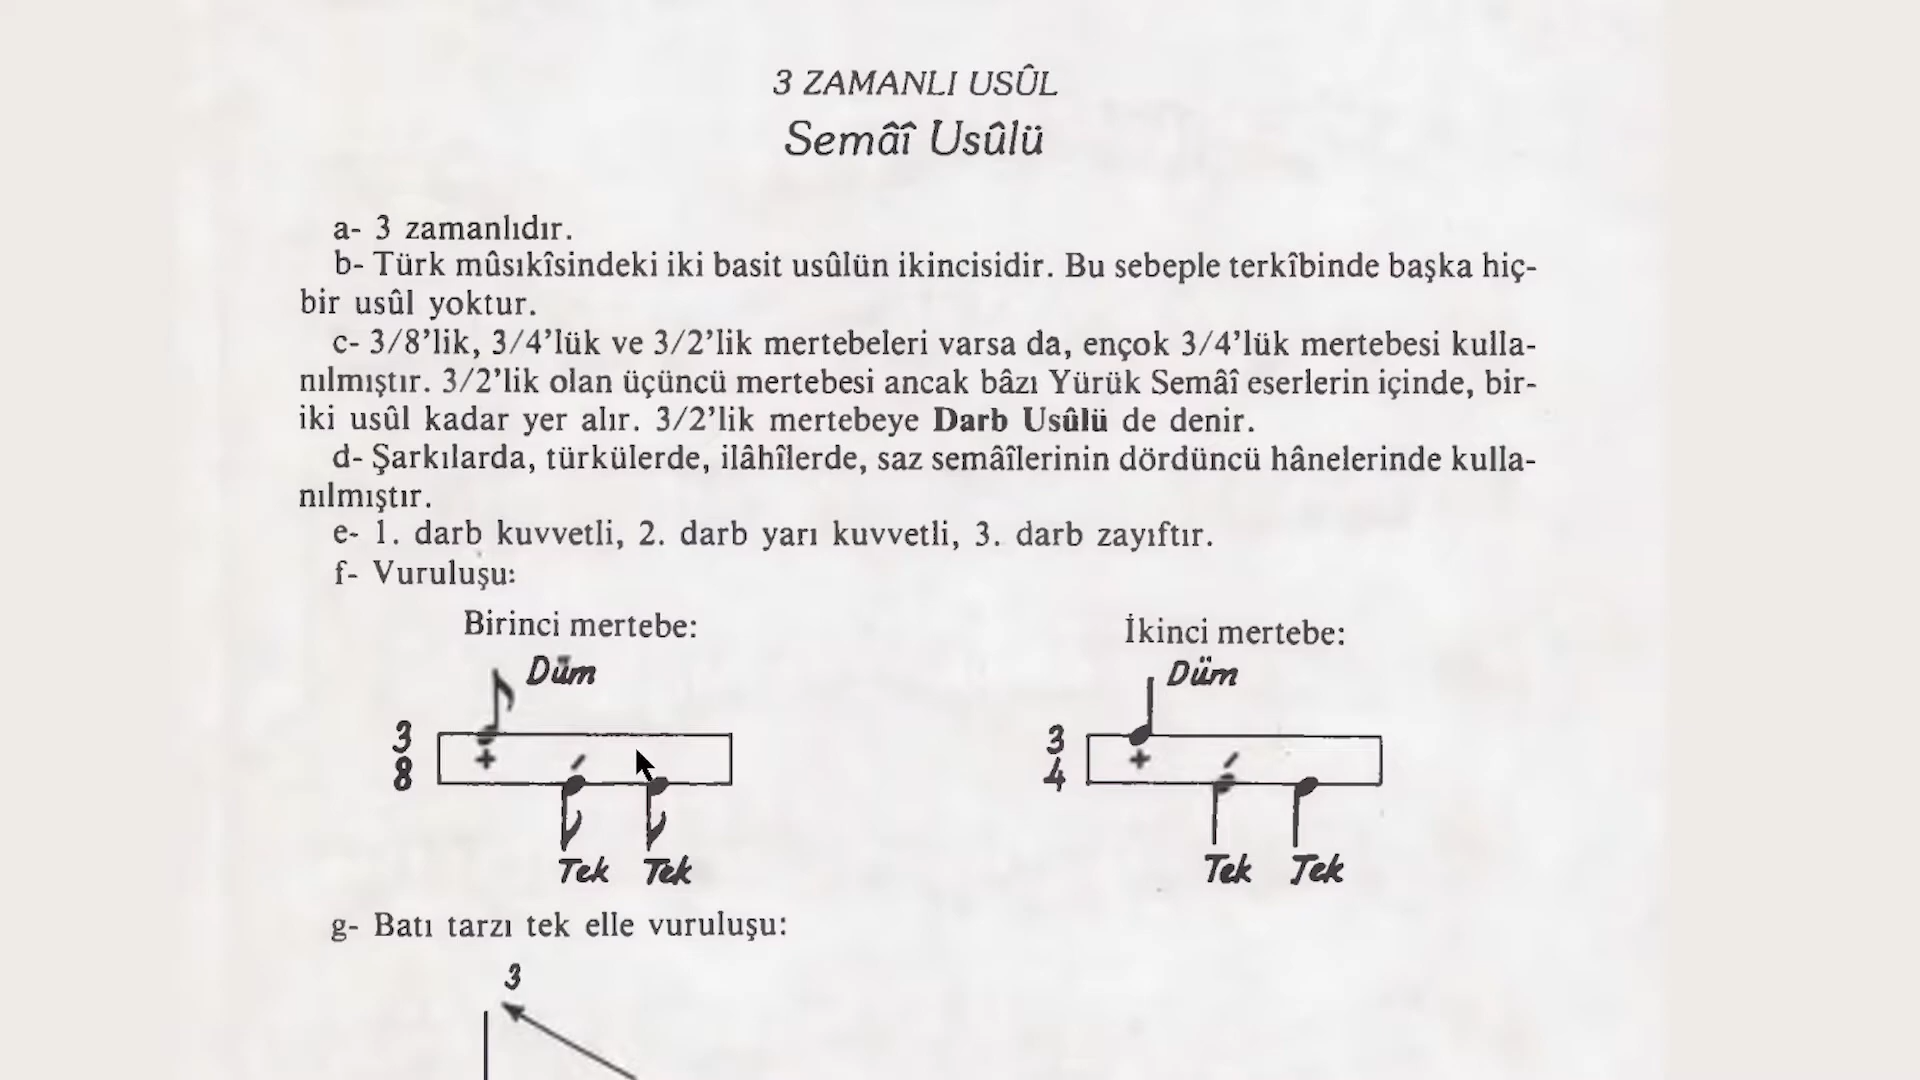 3 ZAMANLI USÛL
Semâî Usûlü
a- 3 zamanlıdır.
b- Türk mûsıkîsindeki iki basit usûlün ikincisidir. Bu sebeple terkîbinde başka hiç-
bir usûl yoktur.
c- 3/8’lik, 3/4’lük ve 3/2’lik mertebeleri varsa da, ençok 3/4’lük mertebesi kulla-
nılmıştır. 3/2’lik olan üçüncü mertebesi ancak bâzı Yürük Semâî eserlerin içinde, bir-
iki usûl kadar yer alır. 3/2’lik mertebeye Darb Usûlü de denir.
d- Şarkılarda, türkülerde, ilâhîlerde, saz semâîlerinin dördüncü hânelerinde kulla-
nılmıştır.
e- 1. darb kuvvetli, 2. darb yarı kuvvetli, 3. darb zayıftır.
f- Vuruluşu:
Birinci mertebe:
Düm
3
8
+
Tek Tek
İkinci mertebe:
Düm
3
4
+
Tek Tek
g- Batı tarzı tek elle vuruluşu:
3